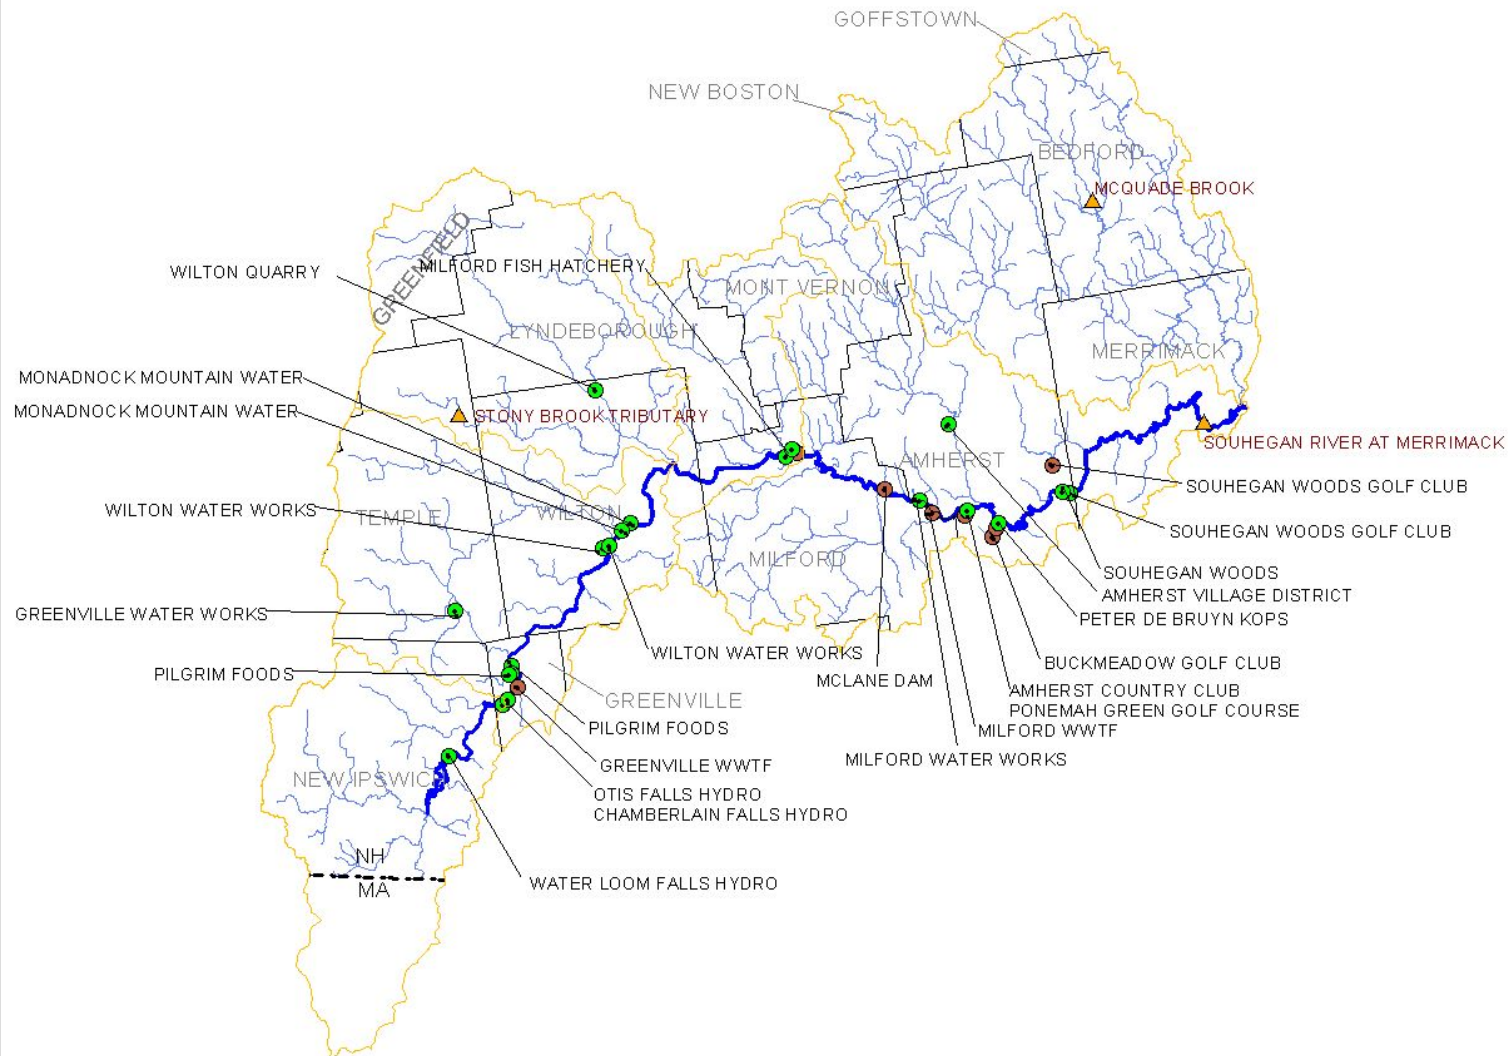 GOFFSTOWN
NEW BOSTON
BEDFORD
MCQUADE BROOK
GREENFIELD
WILTON QUARRY
MILFORD FISH HATCHERY
MONT VERNON
LYNDEBOROUGH
MERRIMACK
MONADNOCK MOUNTAIN WATER
MONADNOCK MOUNTAIN WATER
STONY BROOK TRIBUTARY
SOUHEGAN RIVER AT MERRIMACK
AMHERST
SOUHEGAN WOODS GOLF CLUB
WILTON WATER WORKS
TEMPLE
WILTON
SOUHEGAN WOODS GOLF CLUB
MILFORD
SOUHEGAN WOODS
AMHERST VILLAGE DISTRICT
GREENVILLE WATER WORKS
PETER DE BRUYN KOPS
WILTON WATER WORKS
BUCKMEADOW GOLF CLUB
PILGRIM FOODS
MCLANE DAM
AMHERST COUNTRY CLUB
PONEMAH GREEN GOLF COURSE
GREENVILLE
PILGRIM FOODS
MILFORD WWTF
MILFORD WATER WORKS
GREENVILLE WWTF
NEW IPSWICH
OTIS FALLS HYDRO
CHAMBERLAIN FALLS HYDRO
NH
MA
WATER LOOM FALLS HYDRO